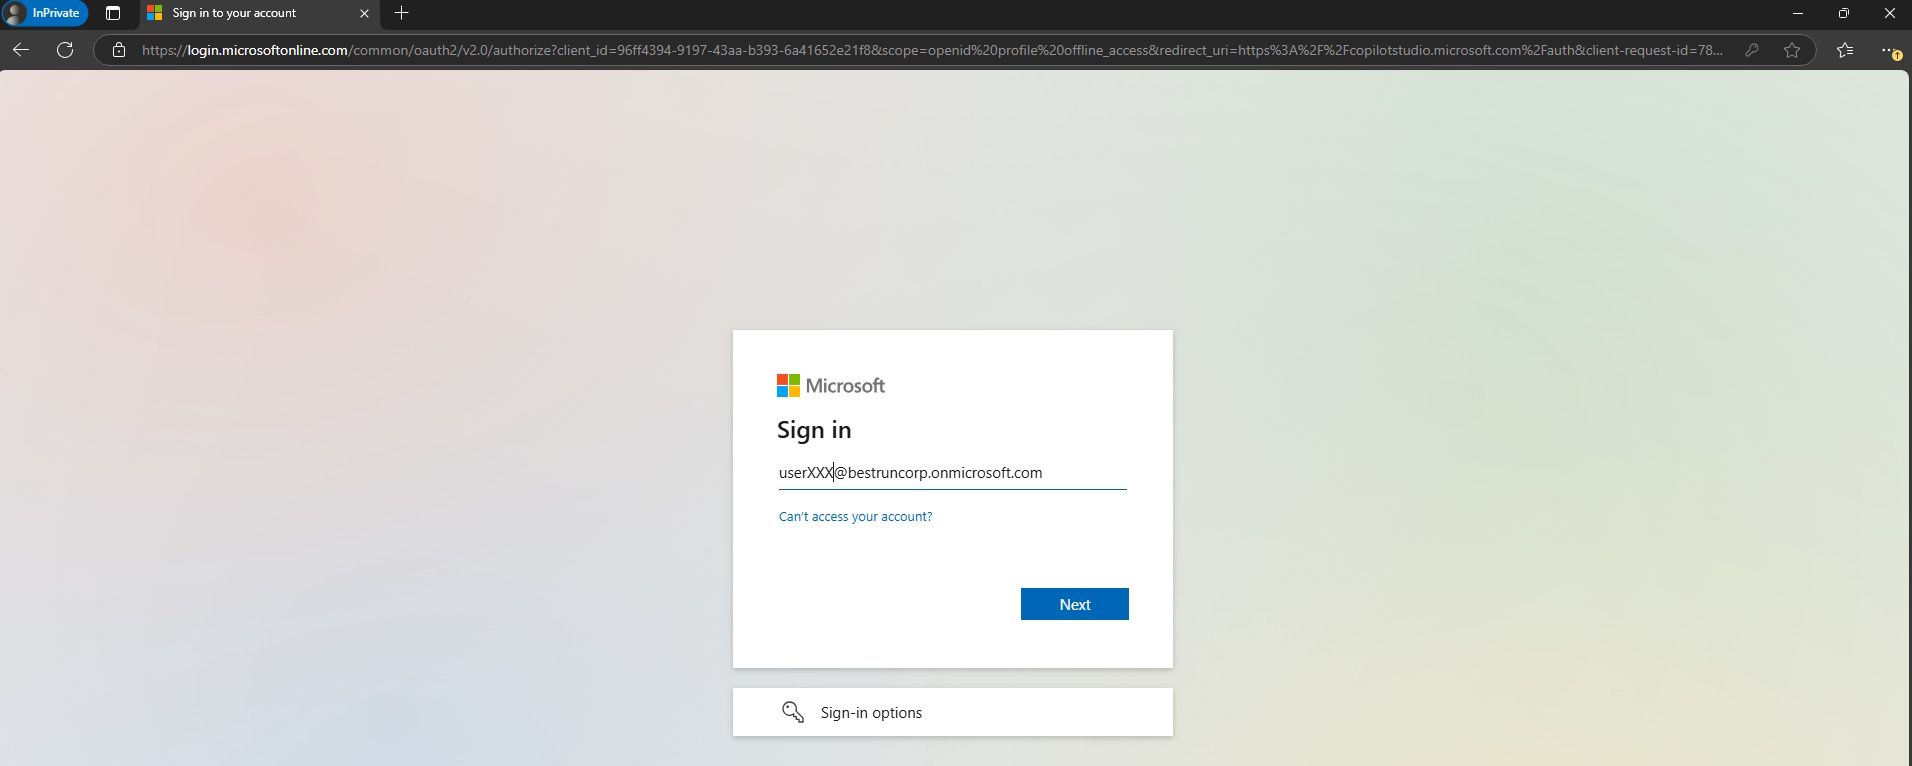 InPrivate
Sign in to your account
https://login.microsoftonline.com/common/oauth2/v2.0/authorize?client_id=96ff4394-9197-43aa-b393-6a41652e21f8&scope=openid%20profile%20offline_access&redirect_uri=https%3A%2F%2Fcopilotstudio.microsoft.com%2Fauth&client-request-id=78...
Microsoft
Sign in
userXXX@bestruncorp.onmicrosoft.com
Can't access your account?
Next
Sign-in options